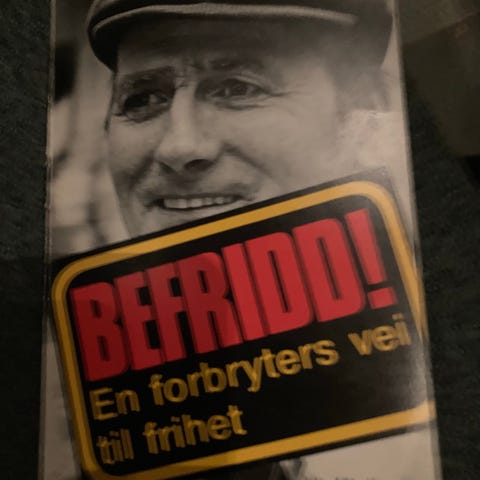 BEFRIDD!
En forbryters vei
til frihet